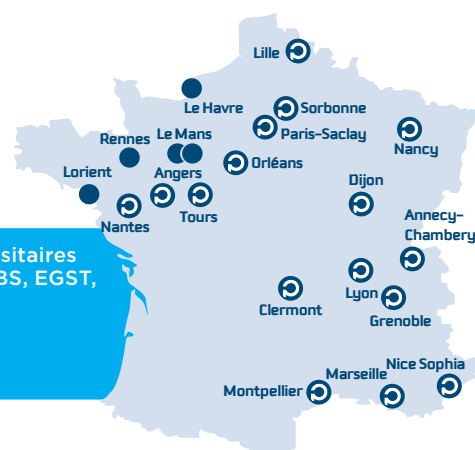 Lille
Le Havre
Sorbonne
Paris-Saclay
Rennes
Le Mans
Nancy
Orléans
Lorient
Angers
Dijon
Tours
Nantes
Annecy-
Chambery
sitaires
BS, EGST,
Lyon
Clermont
Grenoble
Nice Sophia
Marseille
Montpellier